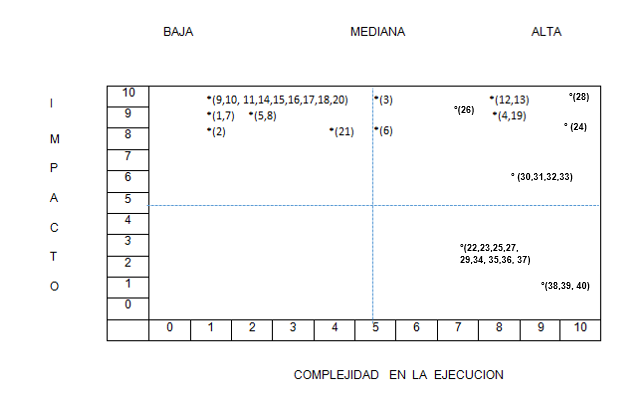 BAJA MEDIANA ALTA
I
M
P
A
C
T
O
10
9
8
7
6
5
4
3
2
1
0
*(9,10, 11,14,15,16,17,18,20) *(3) *(12,13) °(28)
*(1,7) *(5,8) °(26) *(4,19)
*(2) *(21) *(6) ° (24)
° (30,31,32,33)
°(22,23,25,27,
29,34, 35,36, 37)
°(38,39, 40)
0 1 2 3 4 5 6 7 8 9 10
COMPLEJIDAD EN LA EJECUCION